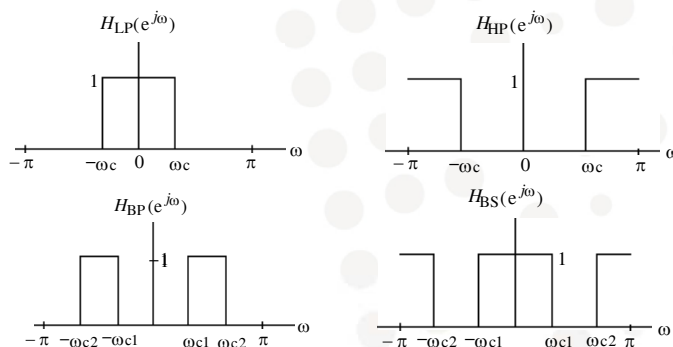 H_LP(e^jω)
1
−π −ωc 0 ωc π ω
H_HP(e^jω)
1
−π −ωc 0 ωc π ω
H_BP(e^jω)
1
−π −ωc2 −ωc1 ωc1 ωc2 π ω
H_BS(e^jω)
1
−π −ωc2 −ωc1 ωc1 ωc2 π ω